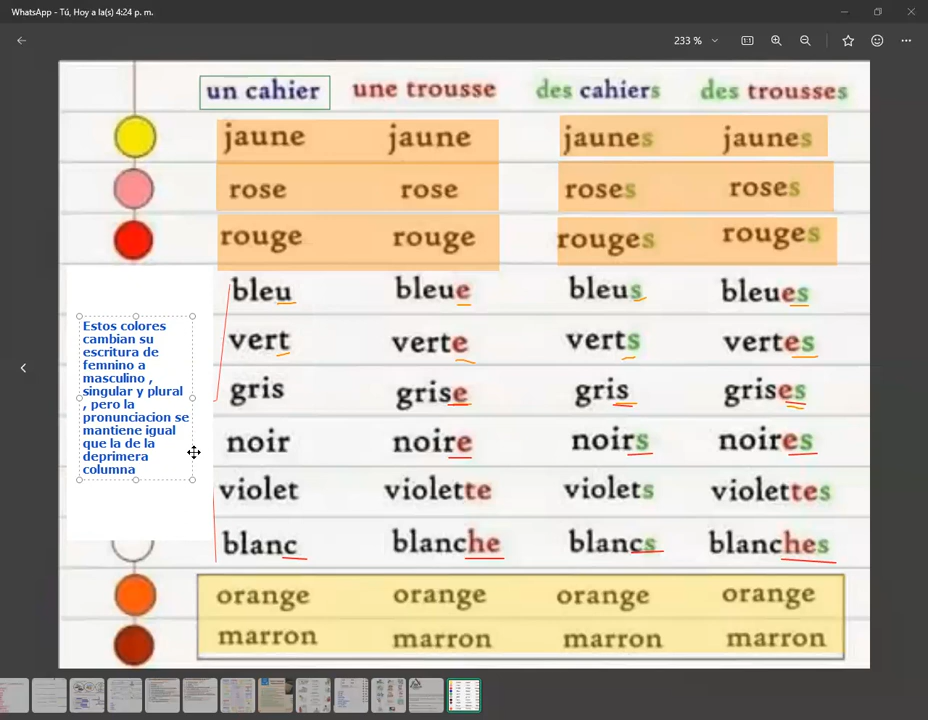 WhatsApp - Tú, Hoy a la(s) 4:24 p. m.
233 %
un cahier une trousse des cahiers des trousses
jaune jaune jaunes jaunes
rose rose roses roses
rouge rouge rouges rouges
bleu bleue bleus bleues
vert verte verts vertes
gris grise gris grises
noir noire noirs noires
violet violette violets violettes
blanc blanche blancs blanches
orange orange orange orange
marron marron marron marron
Estos colores
cambian su
escritura de
femnino a
masculino ,
singular y plural
, pero la
pronunciacion se
mantiene igual
que la de la
deprimera
columna